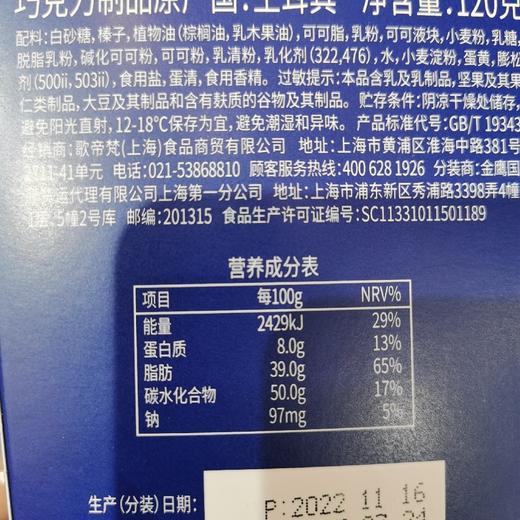 巧克力制品原产国:土耳其 净含量:120克
配料:白砂糖,榛子,植物油(棕榈油,乳木果油),可可脂,乳粉,可可液块,小麦粉,乳糖,
脱脂乳粉,碱化可可粉,可可粉,乳清粉,乳化剂(322,476),水,小麦淀粉,蛋黄,膨松
剂(500ii,503ii),食用盐,蛋清,食用香精。过敏提示:本品含乳及乳制品,坚果及其果
仁类制品,大豆及其制品和含有麸质的谷物及其制品。贮存条件:阴凉干燥处储存,
避免阳光直射,12-18℃保存为宜,避免潮湿和异味。产品标准代号:GB/T 19343
经销商:歌帝梵(上海)食品商贸有限公司 地址:上海市黄浦区淮海中路381号
41单元 电话:021-53868810 顾客服务热线:400 628 1926 分装商:金鹰国
货运代理有限公司上海第一分公司 地址:上海市浦东新区秀浦路3398弄4幢
5幢2号库 邮编:201315 食品生产许可证编号:SC11331011501189
营养成分表
项目 每100g NRV%
能量 2429kJ 29%
蛋白质 8.0g 13%
脂肪 39.0g 65%
碳水化合物 50.0g 17%
钠 97mg 5%
生产(分装)日期: P:2022 11 16